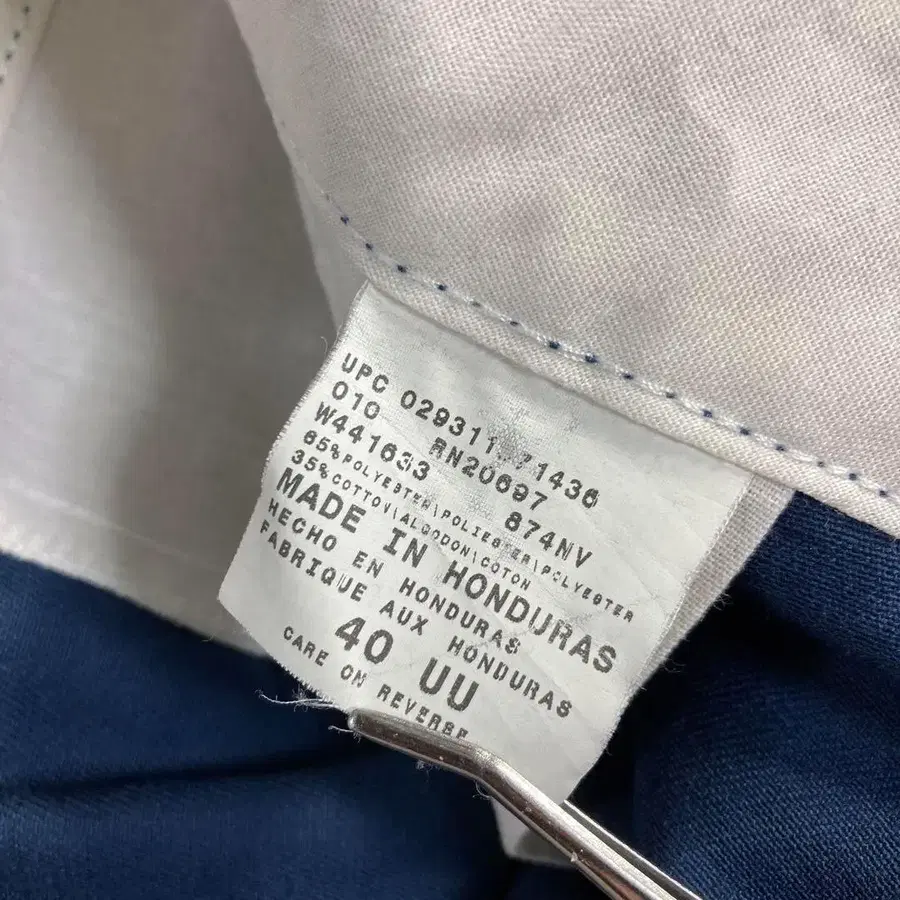 UPC 029311 71436
010 RN20697
W441633 874NV
65%POLYESTER\POLIESTER\POLYESTER
35%COTTON\ALGODON\COTON
MADE IN HONDURAS
HECHO EN HONDURAS
FABRIQUE AUX HONDURAS
40 UU
CARE ON REVERSE